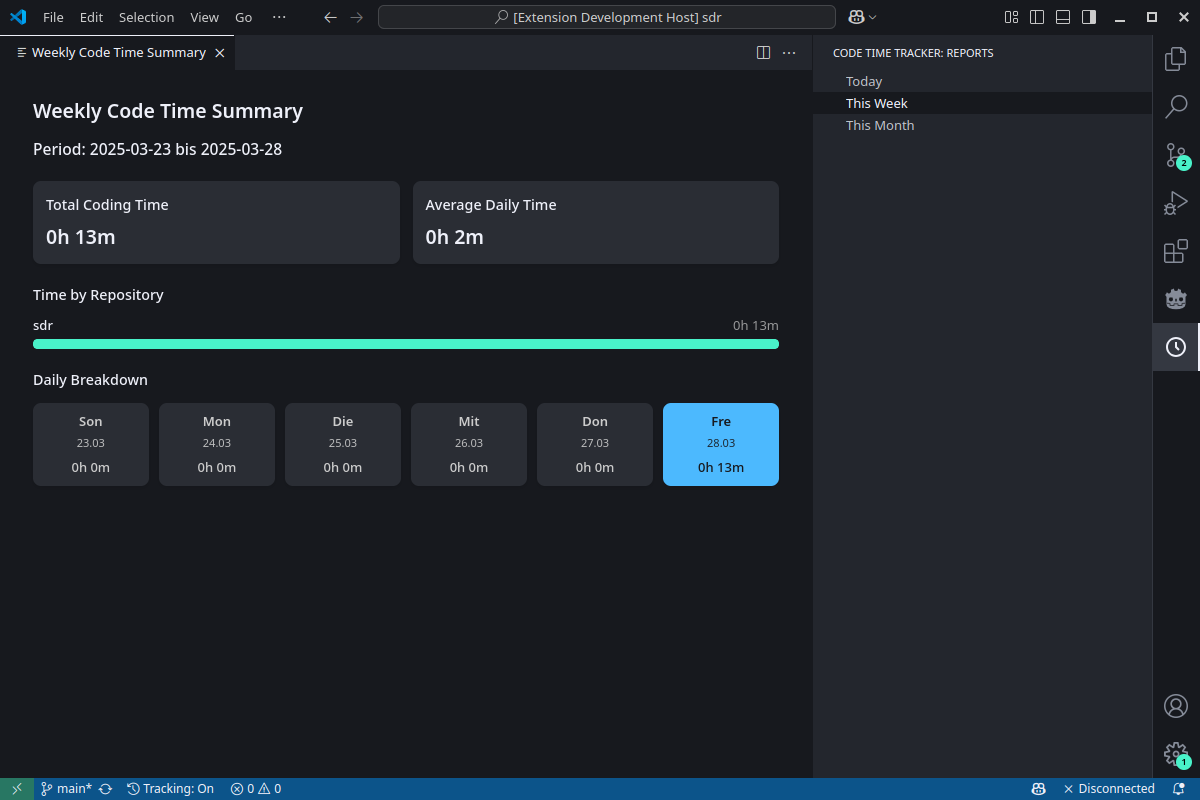 File Edit Selection View Go ··· [Extension Development Host] sdr
Weekly Code Time Summary
CODE TIME TRACKER: REPORTS
Today
This Week
This Month
Weekly Code Time Summary
Period: 2025-03-23 bis 2025-03-28
Total Coding Time
0h 13m
Average Daily Time
0h 2m
Time by Repository
sdr 0h 13m
Daily Breakdown
Son Mon Die Mit Don Fre
23.03 24.03 25.03 26.03 27.03 28.03
0h 0m 0h 0m 0h 0m 0h 0m 0h 0m 0h 13m
2
1
main* Tracking: On 0 0 Disconnected